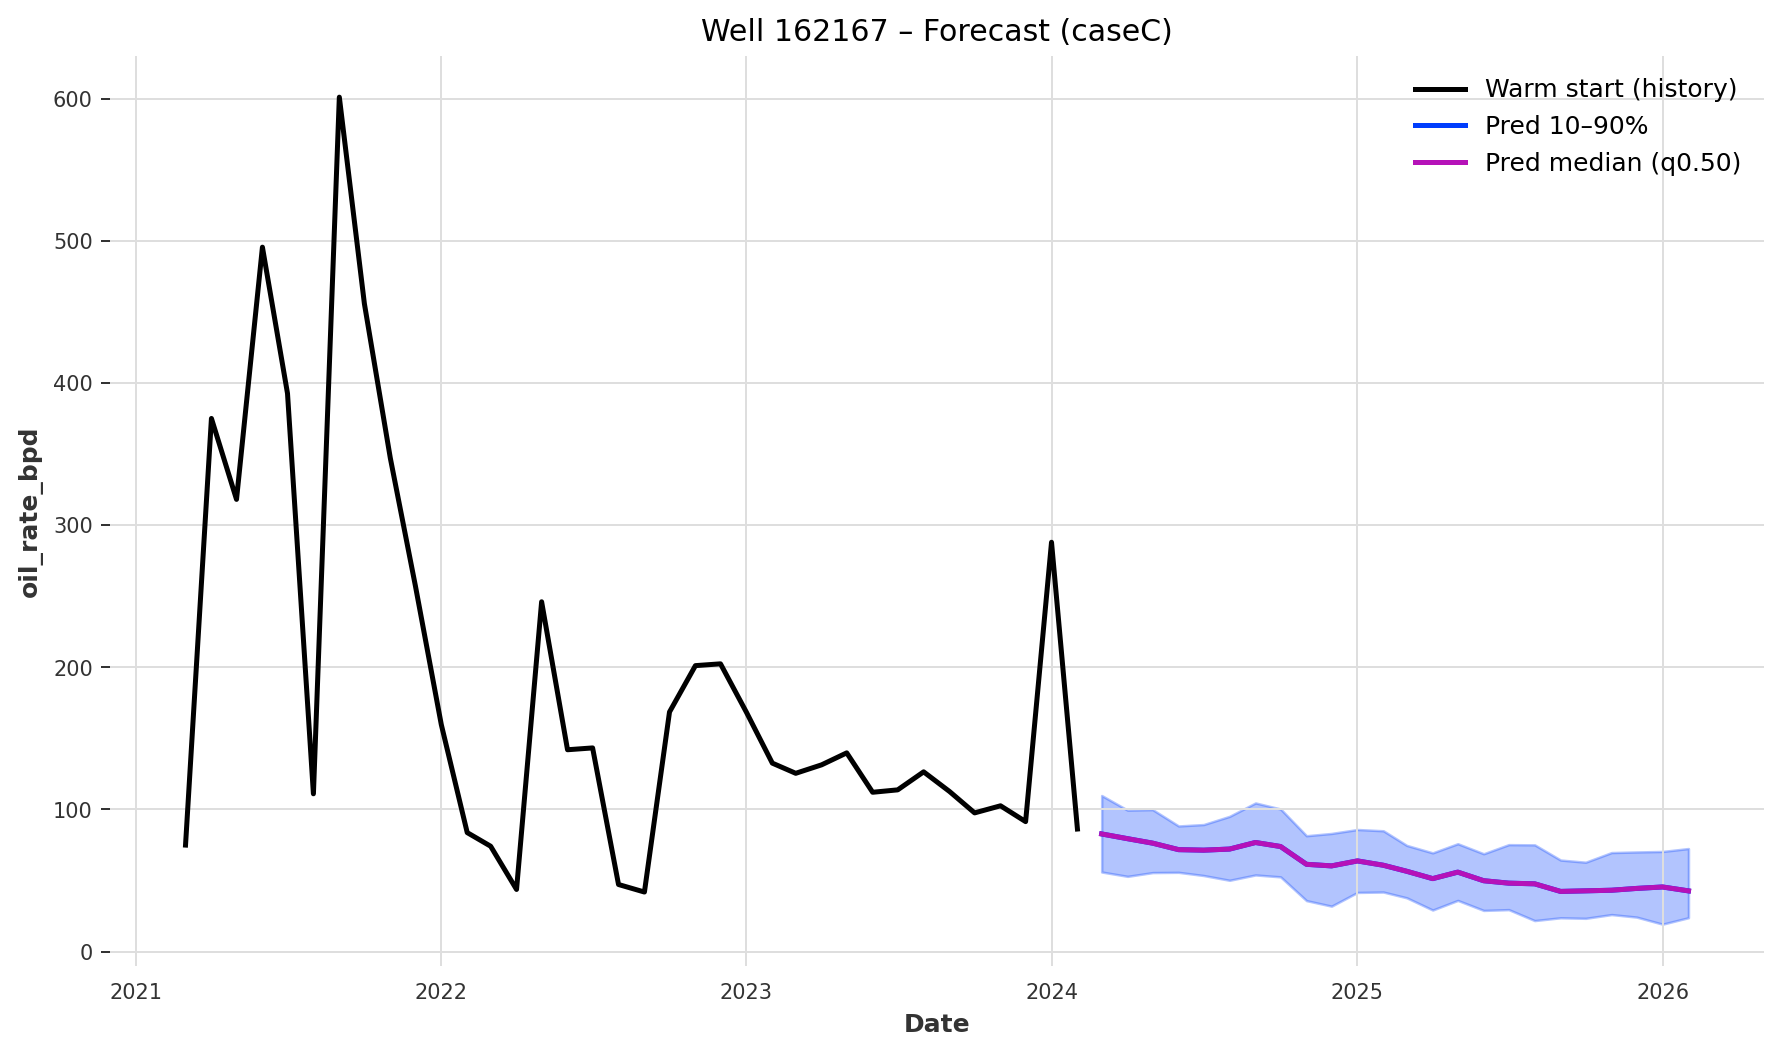 Well 162167 – Forecast (caseC)
Warm start (history)
Pred 10–90%
Pred median (q0.50)
oil_rate_bpd
600
500
400
300
200
100
0
2021 2022 2023 2024 2025 2026
Date